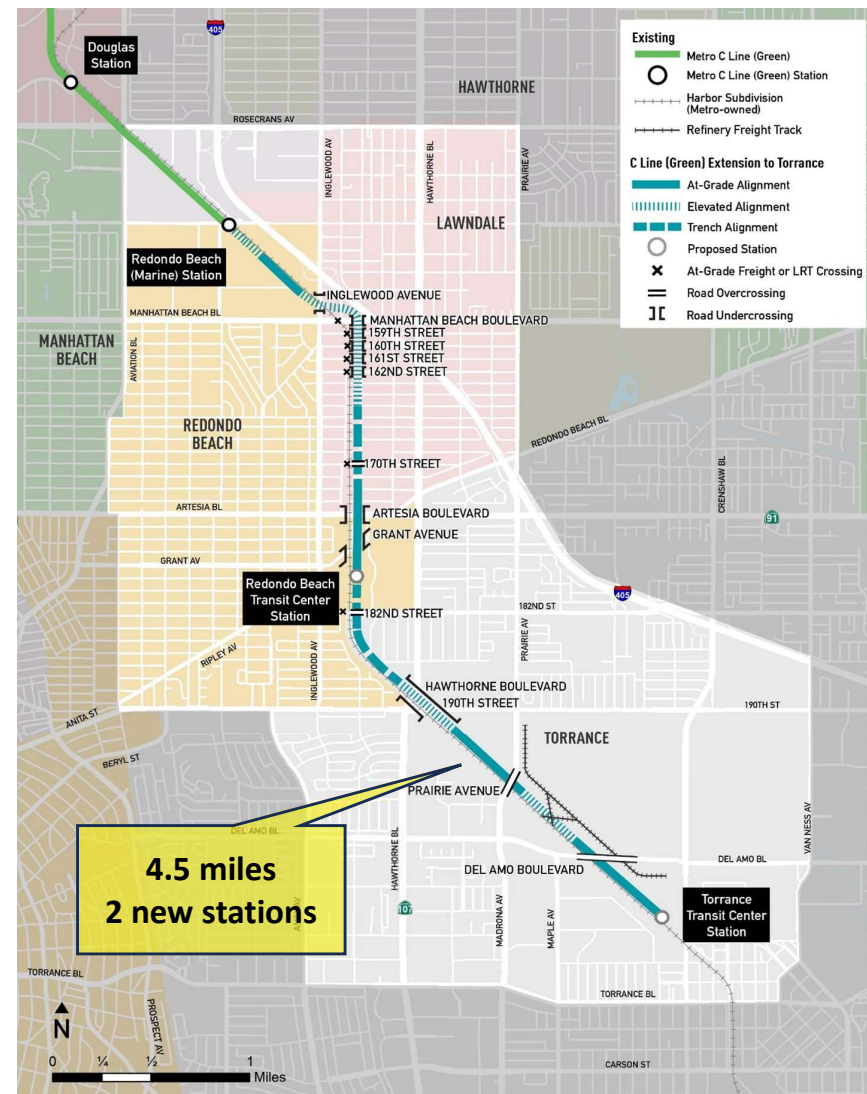 405
Douglas
Station
HAWTHORNE
ROSECRANS AV
INGLEWOOD AV
HAWTHORNE BL
PRAIRIE AV
Existing
Metro C Line (Green)
Metro C Line (Green) Station
Harbor Subdivision
(Metro-owned)
Refinery Freight Track
C Line (Green) Extension to Torrance
At-Grade Alignment
Elevated Alignment
Trench Alignment
Proposed Station
At-Grade Freight or LRT Crossing
Road Overcrossing
Road Undercrossing
LAWNDALE
Redondo Beach
(Marine) Station
INGLEWOOD AVENUE
MANHATTAN BEACH BL
MANHATTAN BEACH BOULEVARD
159TH STREET
160TH STREET
161ST STREET
162ND STREET
MANHATTAN
BEACH
AVIATION BL
REDONDO
BEACH
REDONDO BEACH BL
170TH STREET
CRENSHAW BL
ARTESIA BL
ARTESIA BOULEVARD
91
GRANT AVENUE
GRANT AV
Redondo Beach
Transit Center
Station
405
182ND STREET
182ND ST
PRAIRIE AV
RIPLEY AV
INGLEWOOD AV
HAWTHORNE BOULEVARD
190TH STREET
190TH ST
ANITA ST
BERYL ST
TORRANCE
PRAIRIE AVENUE
VAN NESS AV
DEL AMO BL
4.5 miles
2 new stations
HAWTHORNE BL
DEL AMO BL
DEL AMO BOULEVARD
107
MADRONA AV
MAPLE AV
Torrance
Transit Center
Station
TORRANCE BL
TORRANCE BL
PROSPECT AV
N
0 ¼ ½ 1
Miles
CARSON ST